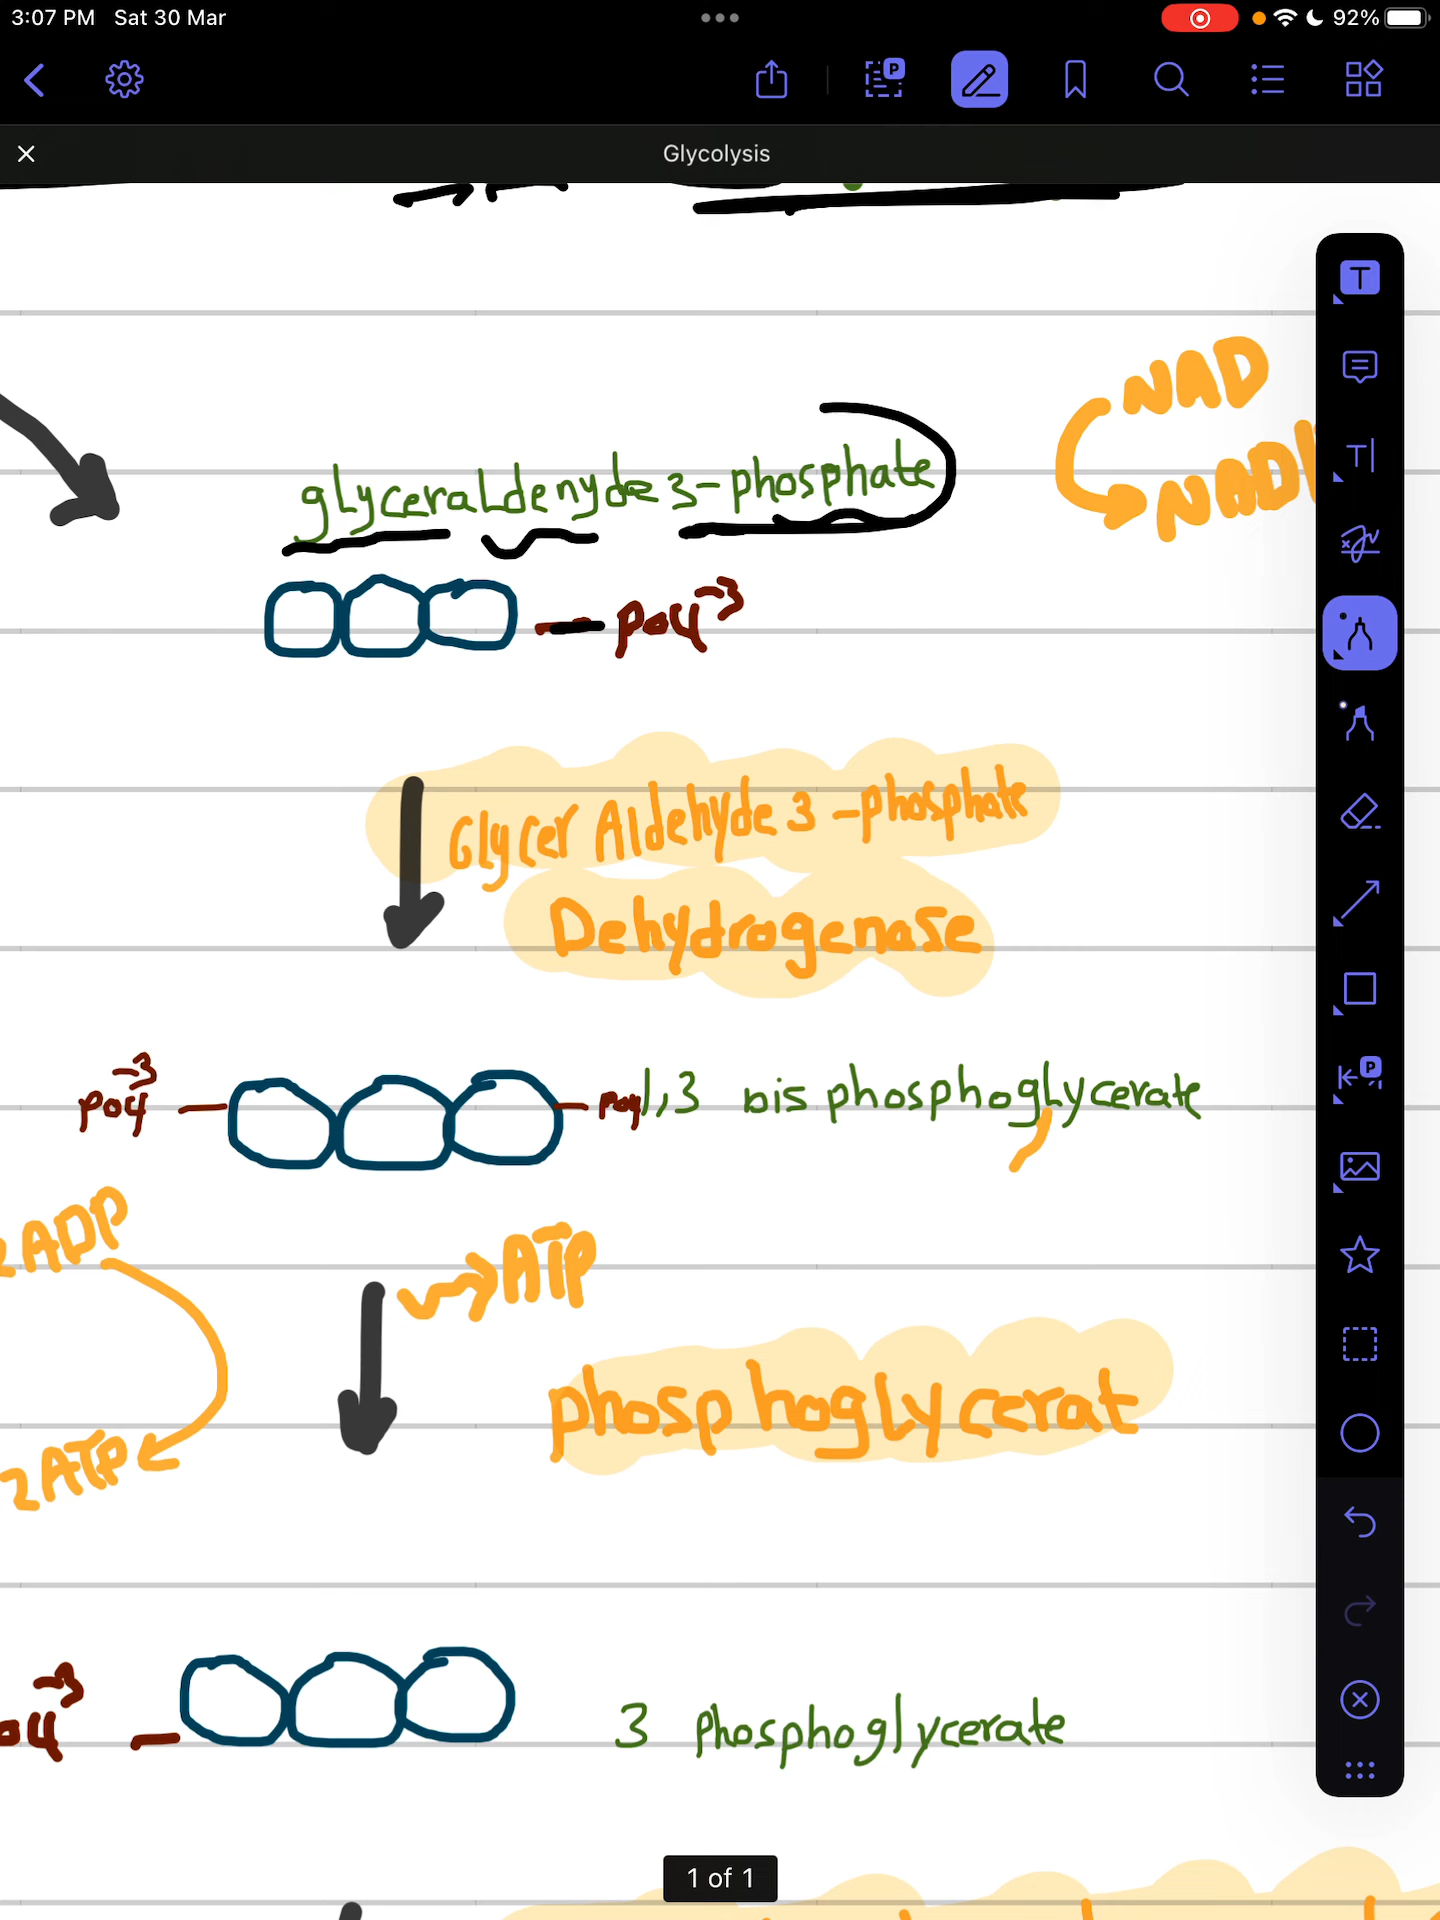 3:07 PM Sat 30 Mar
92%
P
Glycolysis
T
NAD
glyceraldehyde 3-phosphate
T
po4-3
Glycer Aldehyde 3-phosphate
Dehydrogenase
po4-3
po4
1,3 bis phosphoglycerate
P
ADP
ATP
phosphoglycerat
2ATP
3 phosphoglycerate
1 of 1